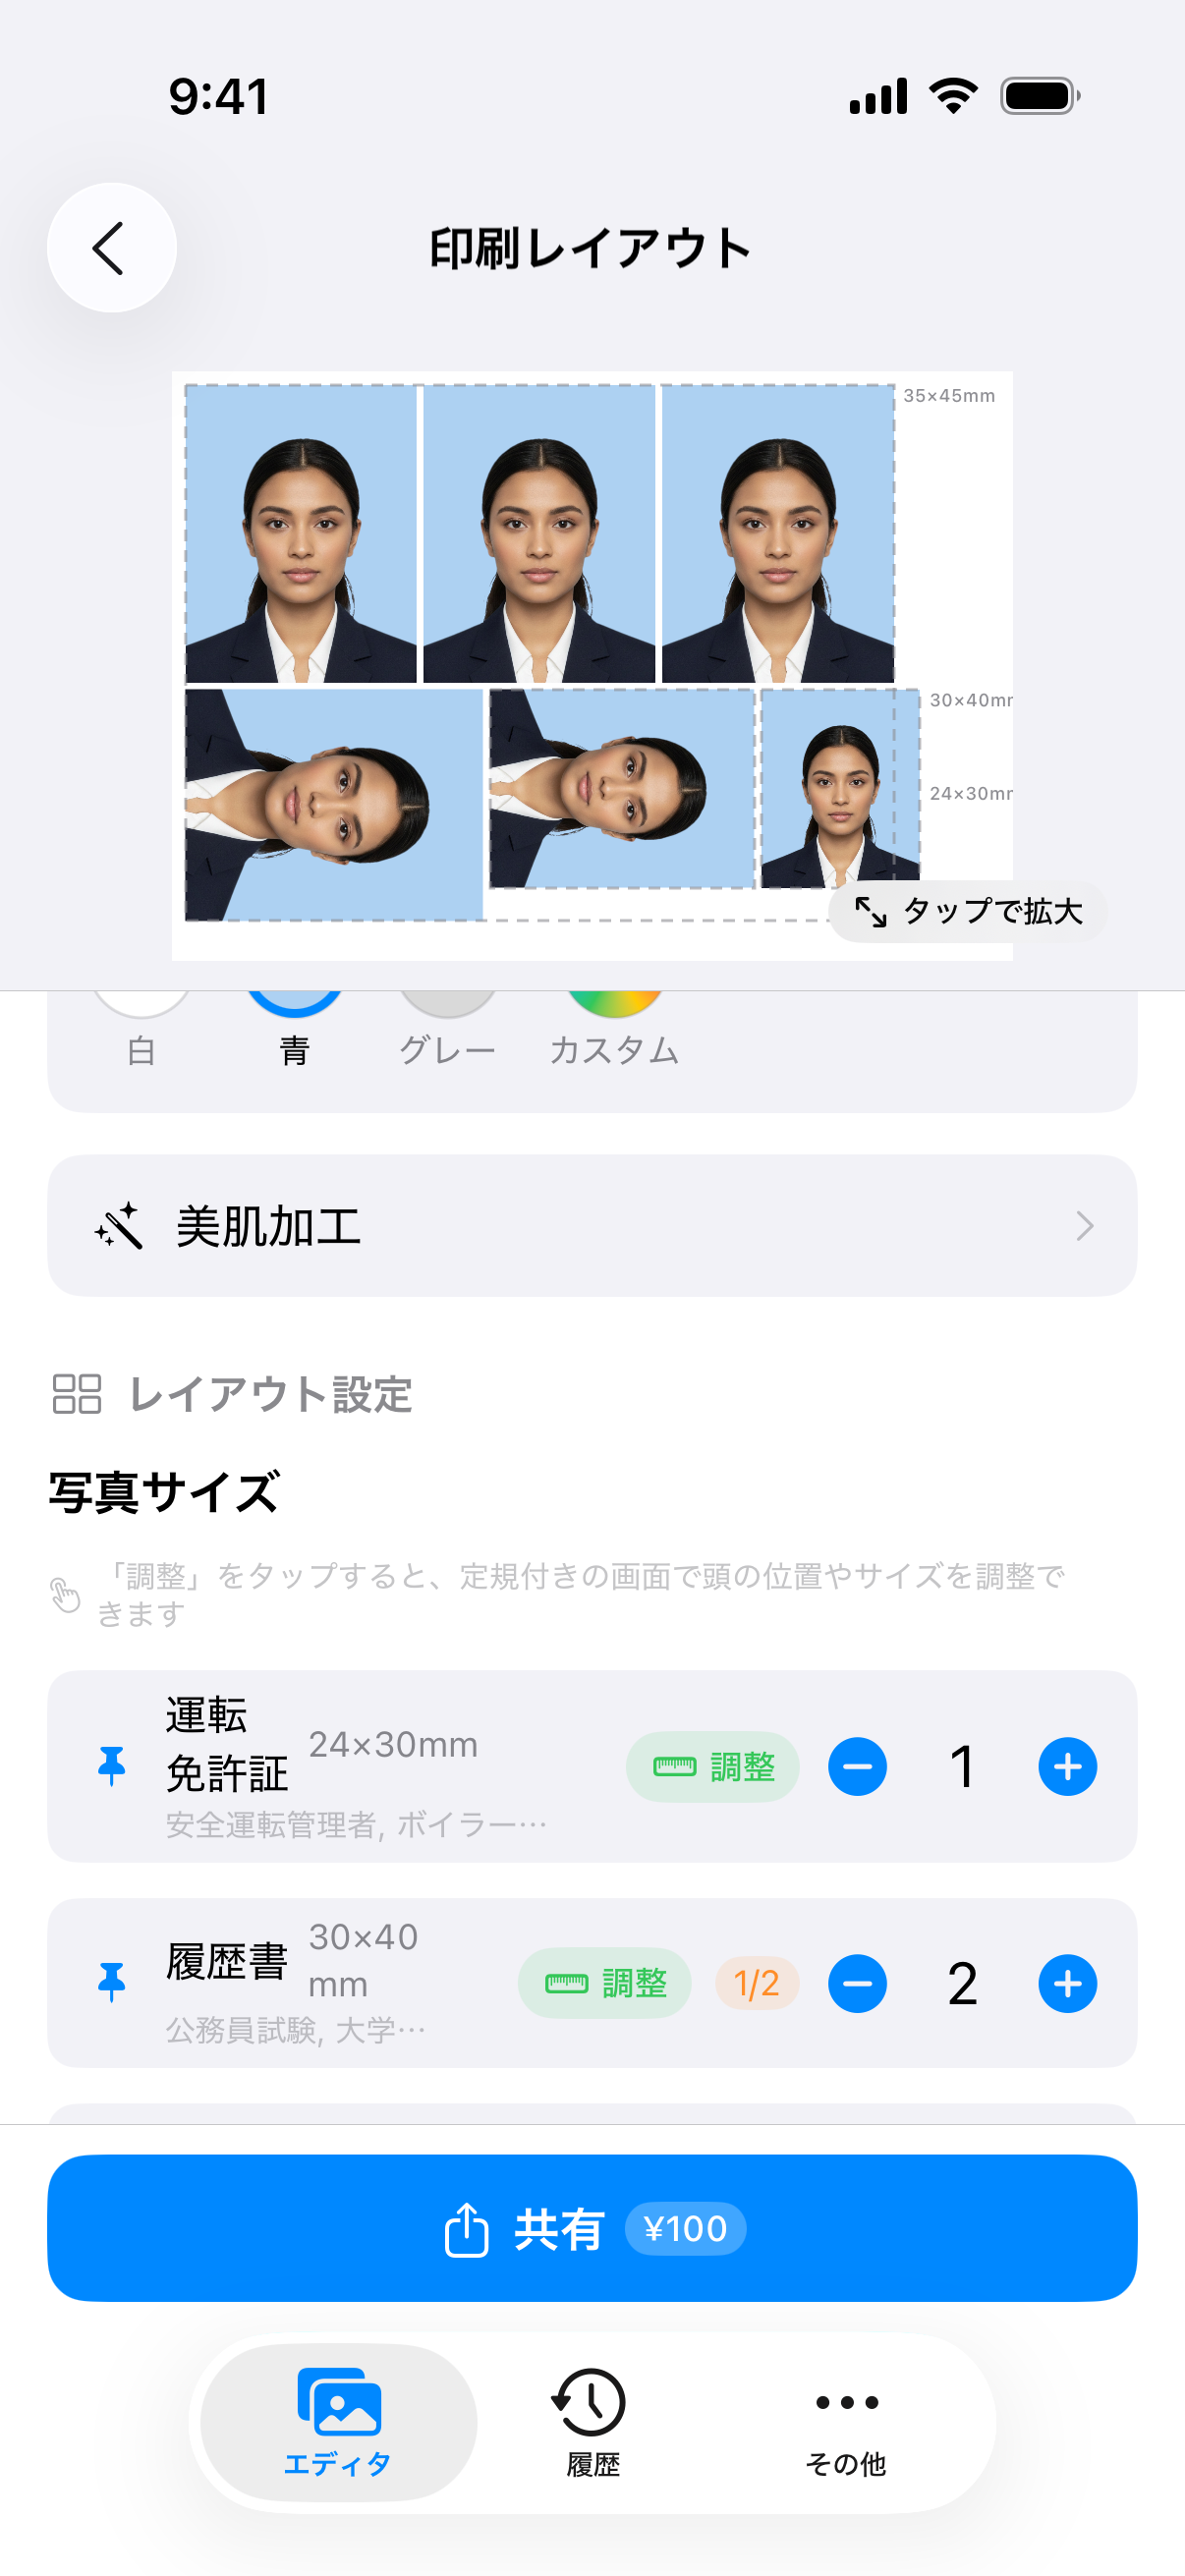 9:41
印刷レイアウト
35×45mm
30×40mm
24×30mm
タップで拡大
白
青
グレー
カスタム
美肌加工
レイアウト設定
写真サイズ
「調整」をタップすると、定規付きの画面で頭の位置やサイズを調整で
きます
運転
免許証
24×30mm
安全運転管理者, ボイラー…
調整
1
履歴書
30×40
mm
公務員試験, 大学…
調整
1/2
2
共有
¥100
エディタ
履歴
その他